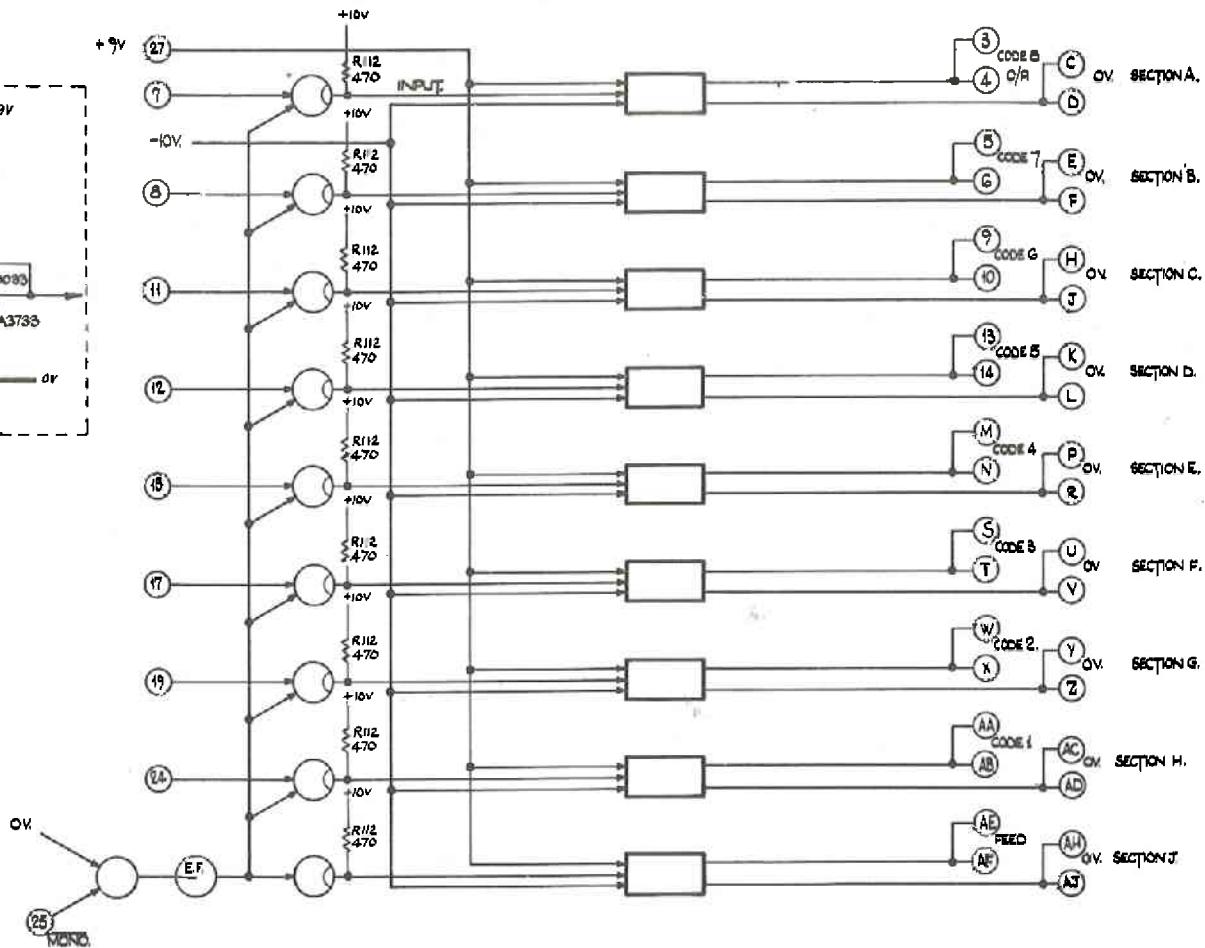 +10V
+9V 27
R112
470
INPUT.
3
CODE 8
4
O/P
C
OV. SECTION A.
D
7
+10V
-10V.
R112
470
5
CODE 7
6
E
OV. SECTION B.
F
8
+10V
R112
470
9
CODE 6
10
H
OV. SECTION C.
J
11
+10V
A3733
OV
R112
470
13
CODE 5
14
K
OV. SECTION D.
L
12
+10V
R112
470
M
CODE 4
N
P
OV. SECTION E.
R
15
+10V
R112
470
S
CODE 3
T
U
OV SECTION F.
V
17
+10V
R112
470
W
CODE 2.
X
Y
OV. SECTION G.
Z
19
+10V
R112
470
AA
CODE 1
AB
AC
OV. SECTION H.
AD
24
+10V
R112
470
AE
FEED
AF
AH
OV. SECTION J.
AJ
OV.
E.F.
25
MONO.